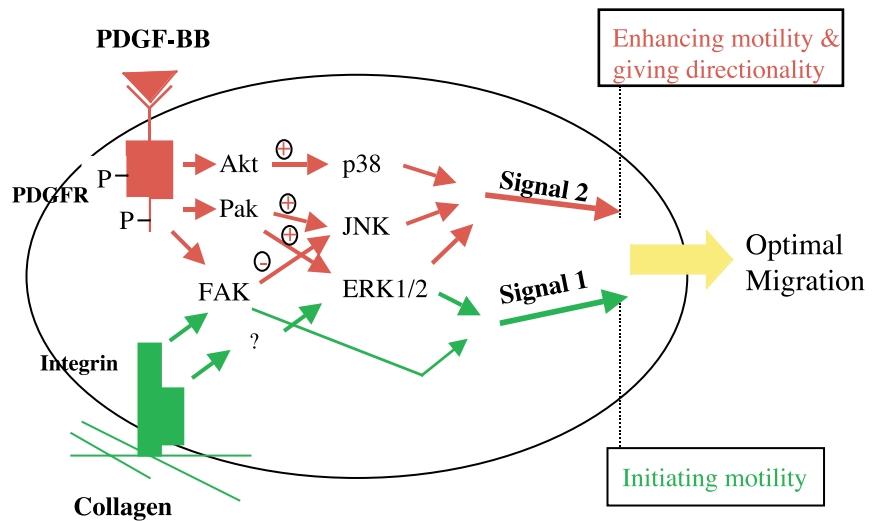 PDGF-BB
Enhancing motility &
giving directionality
Akt
+
p38
P
PDGFR
Signal 2
Pak
+
P
JNK
+
-
Optimal
Migration
FAK
ERK1/2
Signal 1
?
Integrin
Initiating motility
Collagen